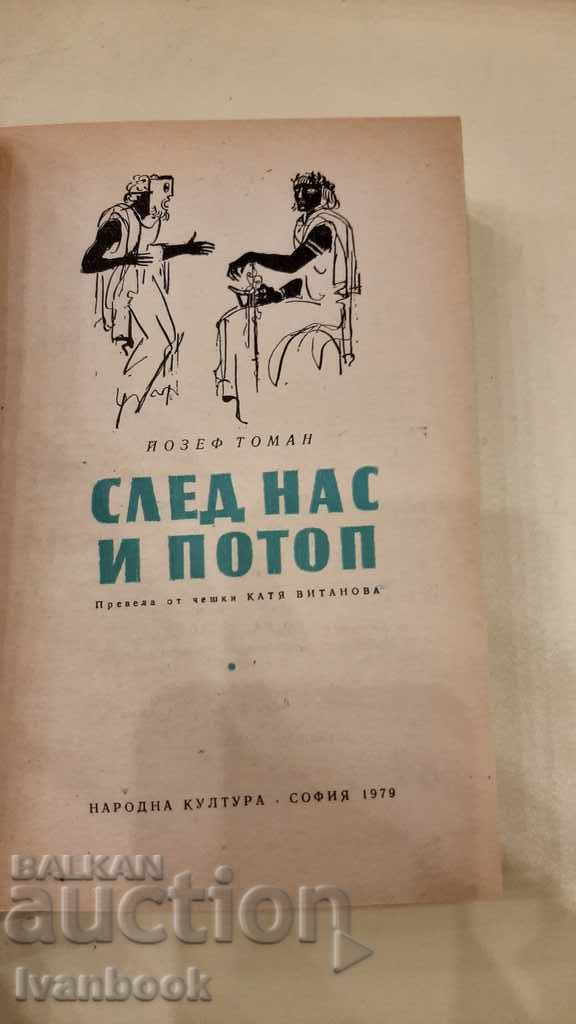 ЙОЗЕФ ТОМАН
СЛЕД НАС
И ПОТОП
Превела от чешки КАТЯ ВИТАНОВА
НАРОДНА КУЛТУРА · СОФИЯ 1979
BALKAN
auction
Ivanbook